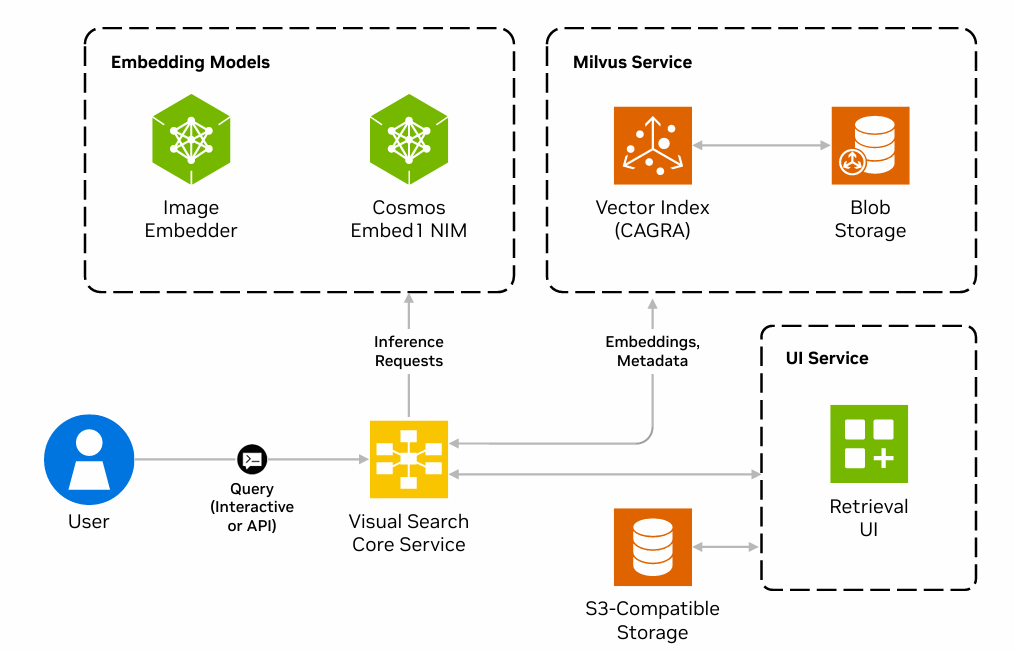 Embedding Models
Image
Embedder
Cosmos
Embed1 NIM
Milvus Service
Vector Index
(CAGRA)
Blob
Storage
Inference
Requests
Embeddings,
Metadata
UI Service
Retrieval
UI
User
Query
(Interactive
or API)
Visual Search
Core Service
S3-Compatible
Storage